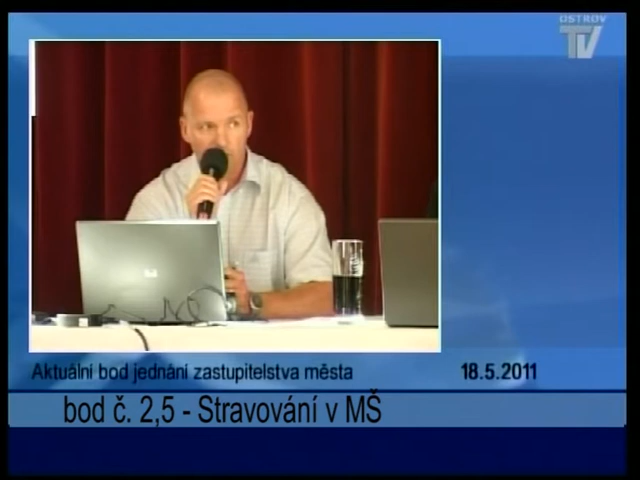 OSTROV
TV
Aktuální bod jednání zastupitelstva města
18.5.2011
bod č. 2,5 - Stravování v MŠ